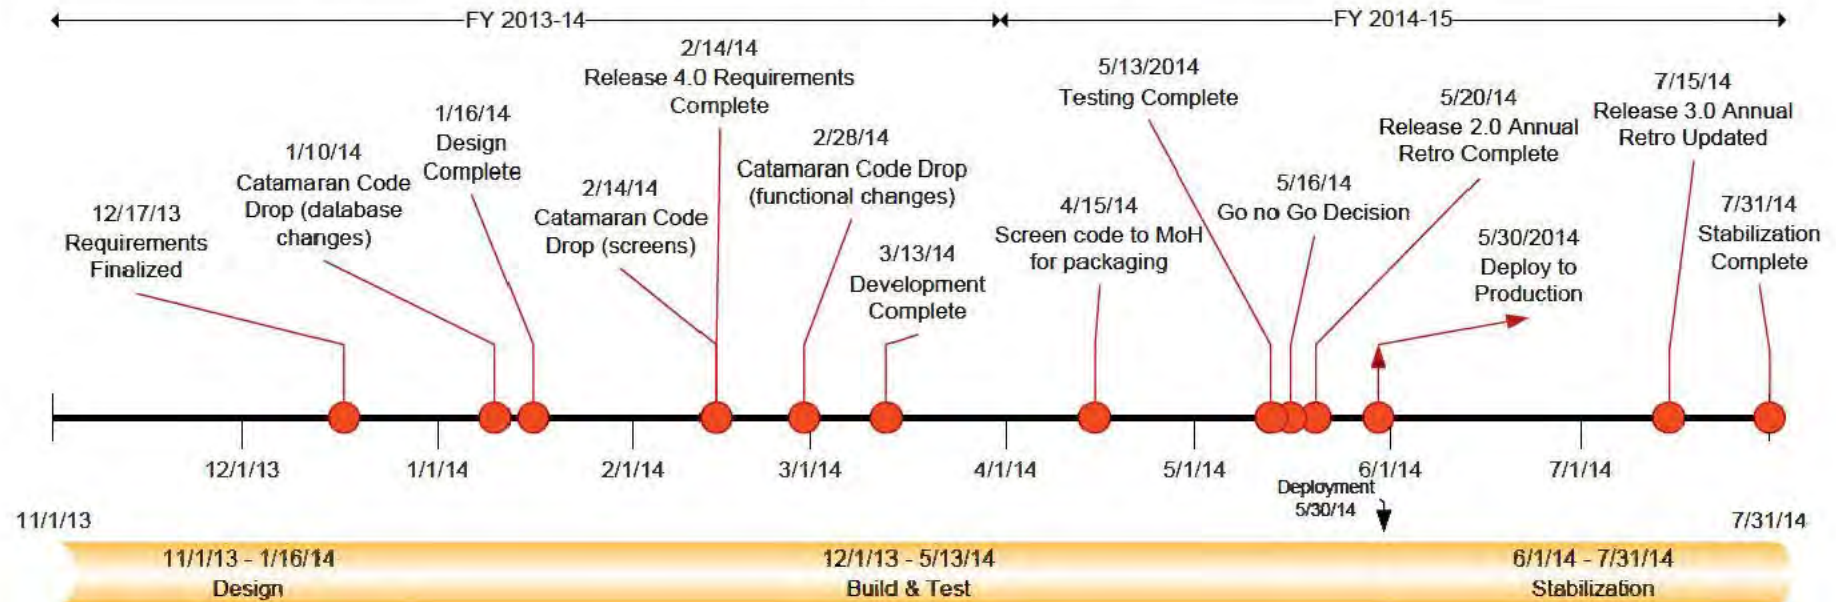 FY 2013-14
FY 2014-15
12/17/13
Requirements
Finalized
1/10/14
Catamaran Code
Drop (database
changes)
1/16/14
Design
Complete
2/14/14
Catamaran Code
Drop (screens)
2/14/14
Release 4.0 Requirements
Complete
2/28/14
Catamaran Code Drop
(functional changes)
3/13/14
Development
Complete
4/15/14
Screen code to MoH
for packaging
5/13/2014
Testing Complete
5/16/14
Go no Go Decision
5/20/14
Release 2.0 Annual
Retro Complete
5/30/2014
Deploy to
Production
7/15/14
Release 3.0 Annual
Retro Updated
7/31/14
Stabilization
Complete
12/1/13
1/1/14
2/1/14
3/1/14
4/1/14
5/1/14
6/1/14
7/1/14
Deployment
5/30/14
11/1/13
7/31/14
11/1/13 - 1/16/14
Design
12/1/13 - 5/13/14
Build & Test
6/1/14 - 7/31/14
Stabilization